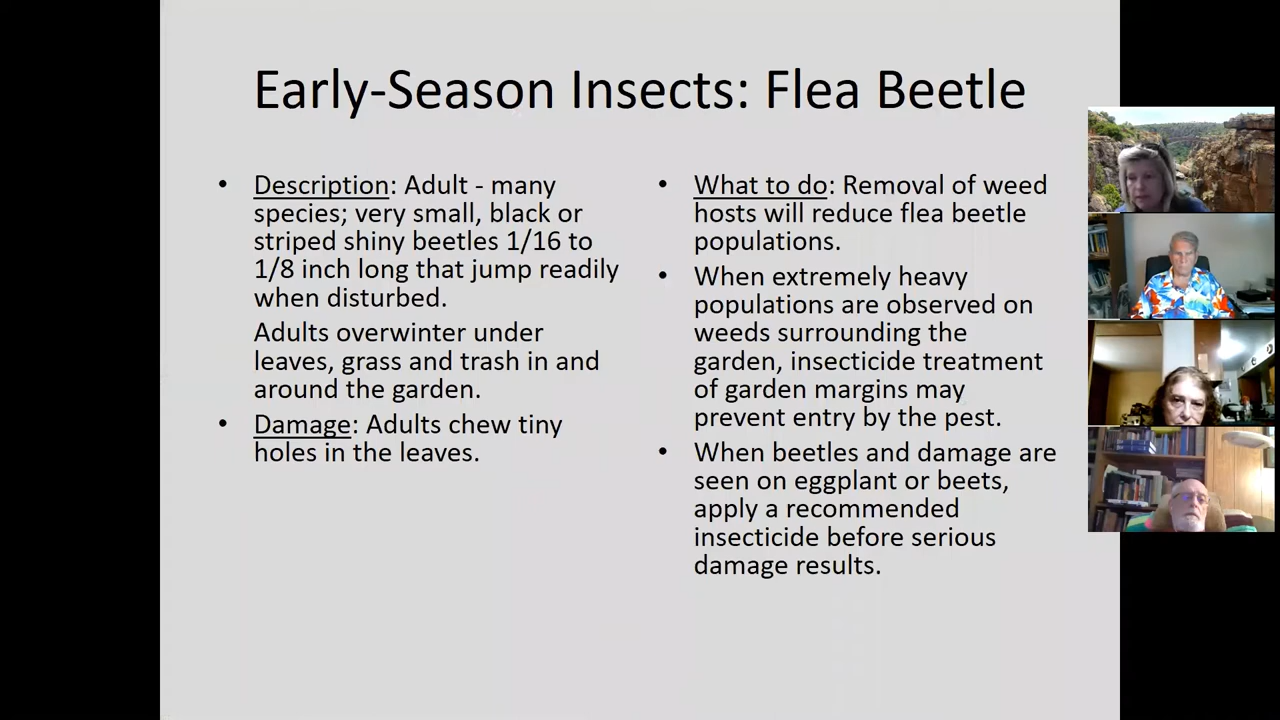 Early-Season Insects: Flea Beetle
• Description: Adult - many
species; very small, black or
striped shiny beetles 1/16 to
1/8 inch long that jump readily
when disturbed.
Adults overwinter under
leaves, grass and trash in and
around the garden.
• Damage: Adults chew tiny
holes in the leaves.
• What to do: Removal of weed
hosts will reduce flea beetle
populations.
• When extremely heavy
populations are observed on
weeds surrounding the
garden, insecticide treatment
of garden margins may
prevent entry by the pest.
• When beetles and damage are
seen on eggplant or beets,
apply a recommended
insecticide before serious
damage results.